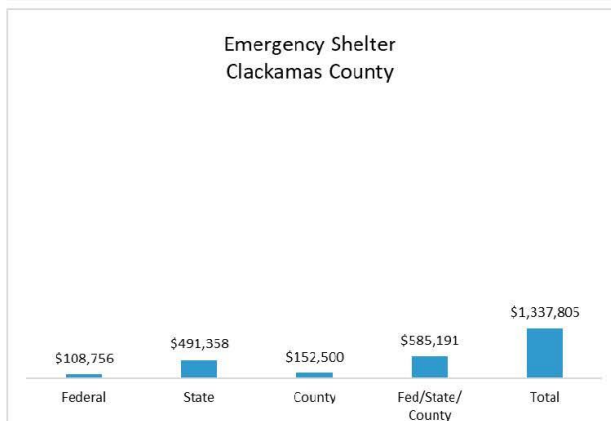 Emergency Shelter
Clackamas County
$1,337,805
$585,191
$491,358
$152,500
$108,756
Federal
State
County
Fed/State/
County
Total